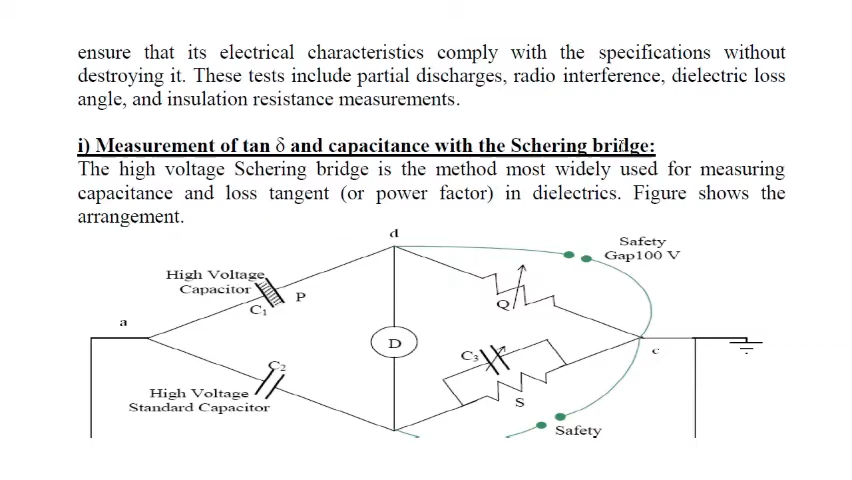 ensure that its electrical characteristics comply with the specifications without
destroying it. These tests include partial discharges, radio interference, dielectric loss
angle, and insulation resistance measurements.
i) Measurement of tan δ and capacitance with the Schering bridge:
The high voltage Schering bridge is the method most widely used for measuring
capacitance and loss tangent (or power factor) in dielectrics. Figure shows the
arrangement.
d
Safety
Gap100 V
High Voltage
Capacitor
P
C1
Q
a
D
C3
c
C2
High Voltage
Standard Capacitor
S
Safety